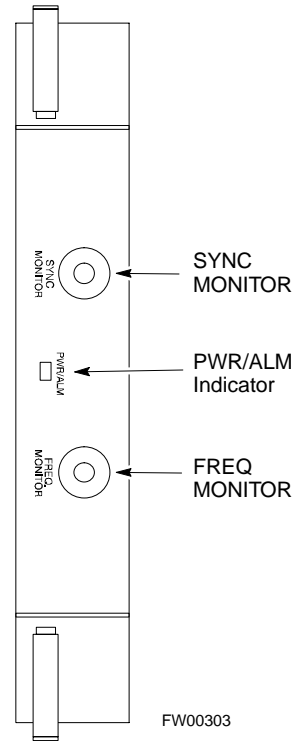 SYNC
MONITOR
SYNC
MONITOR
PWR/ALM
PWR/ALM
Indicator
FREQ
MONITOR
FREQ
MONITOR
FW00303